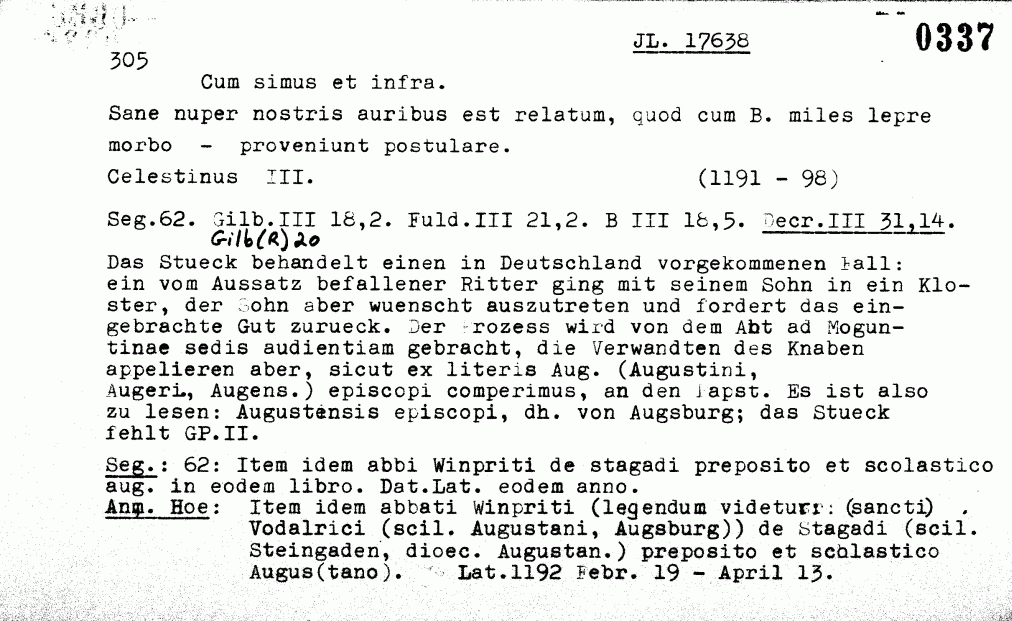 JL. 17638
0337
305
Cum simus et infra.
Sane nuper nostris auribus est relatum, quod cum B. miles lepre
morbo - proveniunt postulare.
Celestinus III. (1191 - 98)
Seg.62. Gilb.III 18,2. Fuld.III 21,2. B III 18,5. Decr.III 31,14.
Gilb(R)20
Das Stueck behandelt einen in Deutschland vorgekommenen Fall:
ein vom Aussatz befallener Ritter ging mit seinem Sohn in ein Klo-
ster, der Sohn aber wuenscht auszutreten und fordert das ein-
gebrachte Gut zurueck. Der Prozess wird von dem Abt ad Mogun-
tinae sedis audientiam gebracht, die Verwandten des Knaben
appelieren aber, sicut ex literis Aug. (Augustini,
Augeri, Augens.) episcopi comperimus, an den Papst. Es ist also
zu lesen: Augustensis episcopi, dh. von Augsburg; das Stueck
fehlt GP.II.
Seg.: 62: Item idem abbi Winpriti de stagadi preposito et scolastico
aug. in eodem libro. Dat.Lat. eodem anno.
Anm. Hoe: Item idem abbati Winpriti (legendum videtur: (sancti) .
Vodalrici (scil. Augustani, Augsburg)) de Stagadi (scil.
Steingaden, dioec. Augustan.) preposito et scolastico
Augus(tano). Lat.1192 Febr. 19 - April 13.